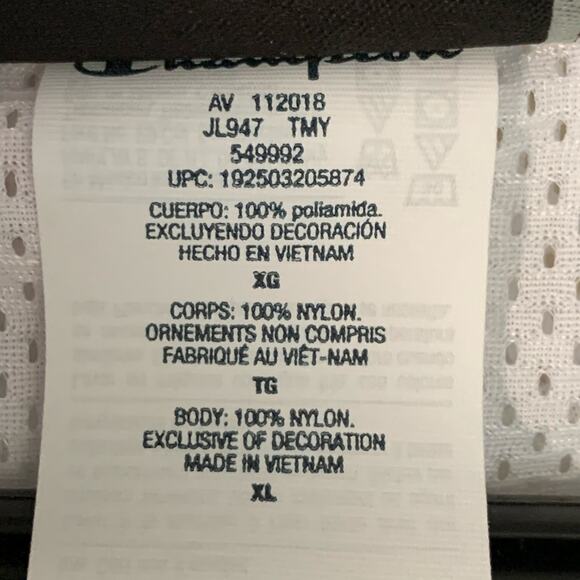 Champion
AV 112018
JL947 TMY
549992
UPC: 192503205874
CUERPO: 100% poliamida.
EXCLUYENDO DECORACIÓN
HECHO EN VIETNAM
XG
CORPS: 100% NYLON.
ORNEMENTS NON COMPRIS
FABRIQUÉ AU VIÊT-NAM
TG
BODY: 100% NYLON.
EXCLUSIVE OF DECORATION
MADE IN VIETNAM
XL